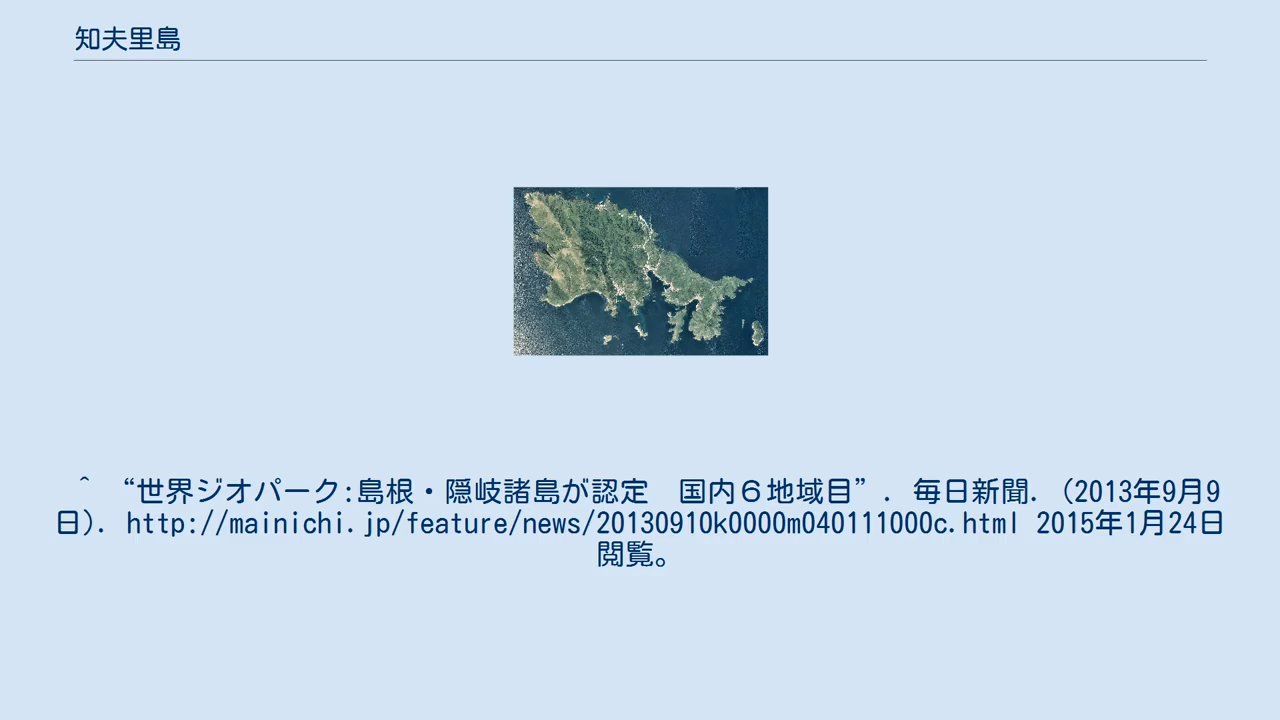 知夫里島
^ “世界ジオパーク:島根・隠岐諸島が認定　国内６地域目”. 毎日新聞. (2013年9月9
日). http://mainichi.jp/feature/news/20130910k0000m040111000c.html 2015年1月24日
閲覧。